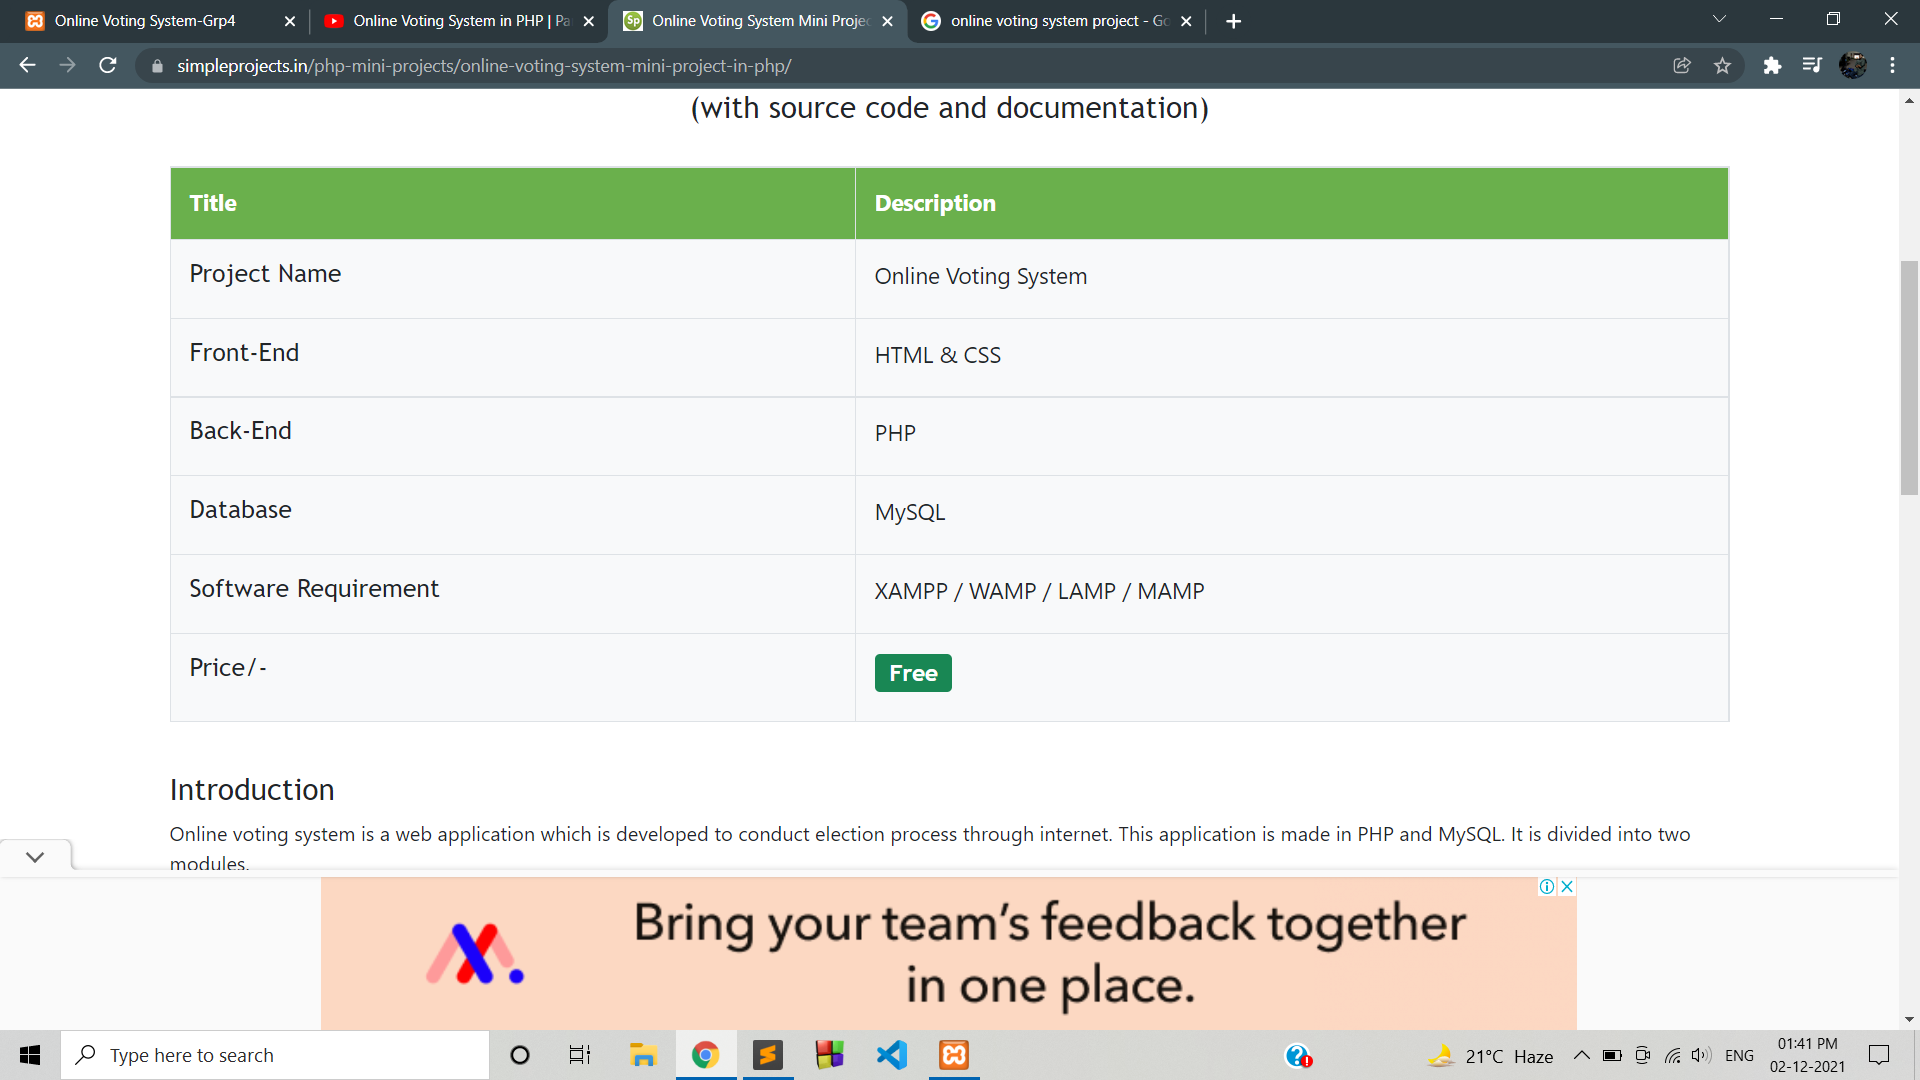 Online Voting System-Grp4
Online Voting System in PHP | Pa
Online Voting System Mini Projec
online voting system project - Go
simpleprojects.in/php-mini-projects/online-voting-system-mini-project-in-php/
(with source code and documentation)
Title Description
Project Name Online Voting System
Front-End HTML & CSS
Back-End PHP
Database MySQL
Software Requirement XAMPP / WAMP / LAMP / MAMP
Price/- Free
Introduction
Online voting system is a web application which is developed to conduct election process through internet. This application is made in PHP and MySQL. It is divided into two
modules.
Bring your team's feedback together
in one place.
Type here to search
21°C Haze
ENG
01:41 PM
02-12-2021